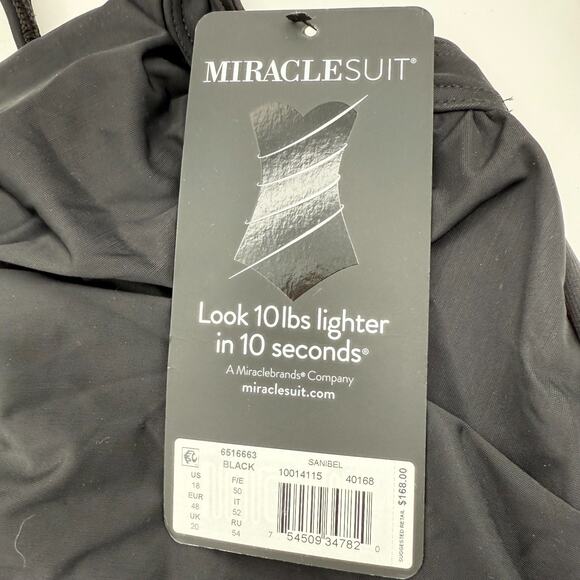 MIRACLESUIT®
Look 10 lbs lighter
in 10 seconds®
A Miraclebrands® Company
miraclesuit.com
6516663 SANIBEL
BLACK 10014115 40168
US F/E
18 50
EUR IT
48 52
UK RU
20 54
7 54509 34782 0
SUGGESTED RETAIL $168.00